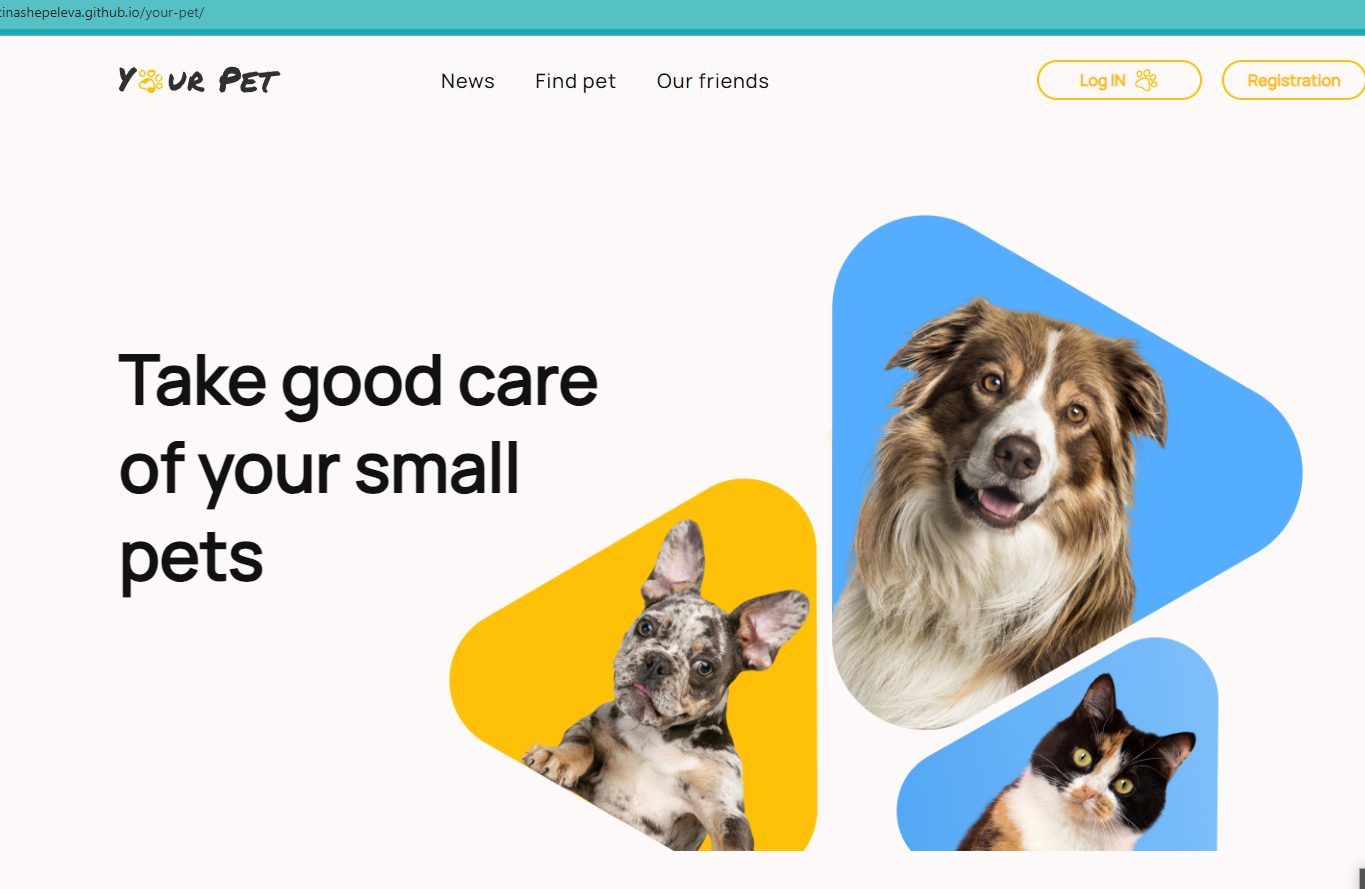 tinashepeleva.github.io/your-pet/
Your Pet
News
Find pet
Our friends
Log IN
Registration
Take good care
of your small
pets